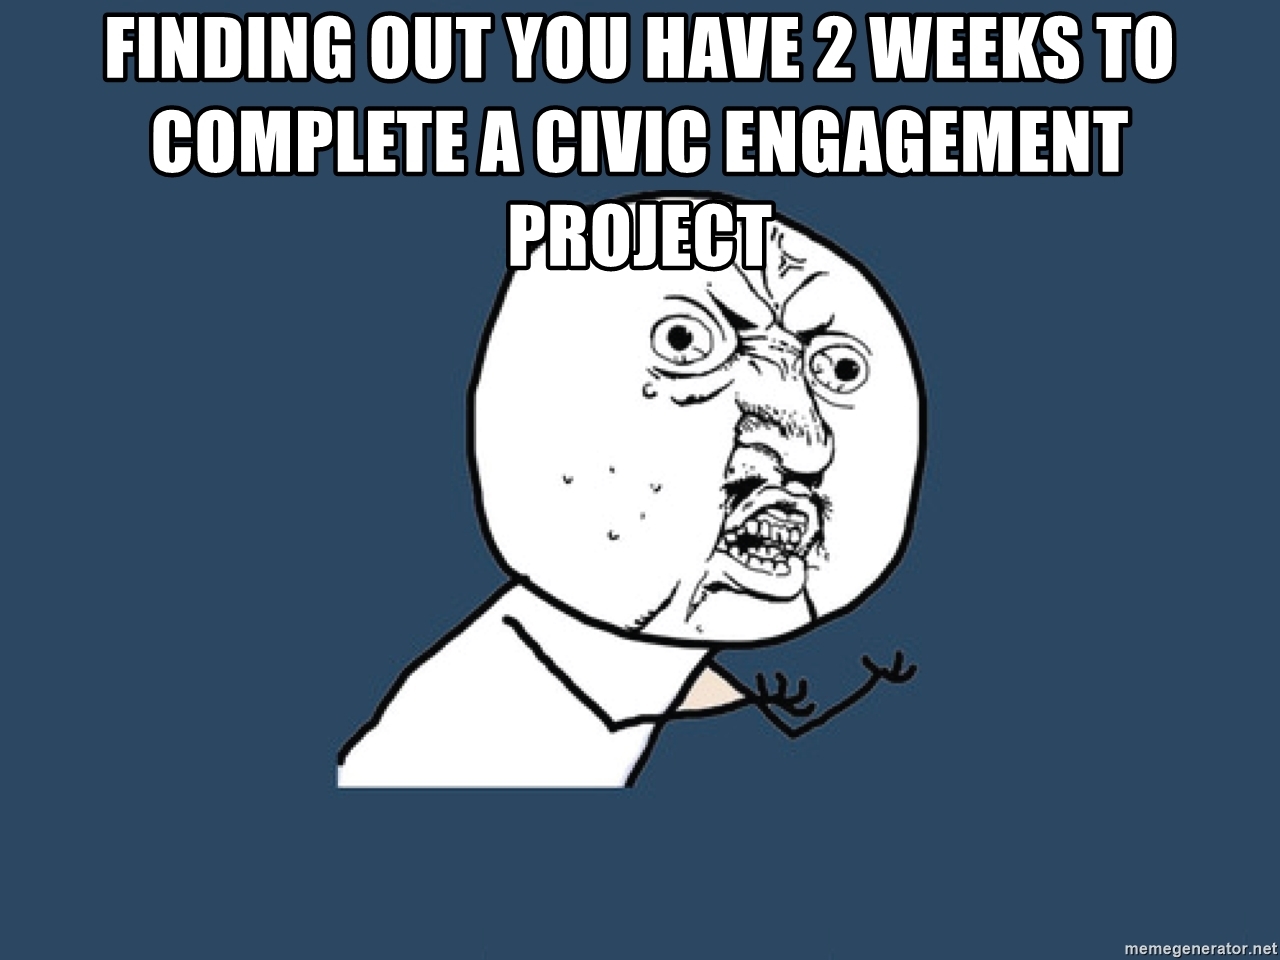 FINDING OUT YOU HAVE 2 WEEKS TO
COMPLETE A CIVIC ENGAGEMENT
PROJECT
memegenerator.net